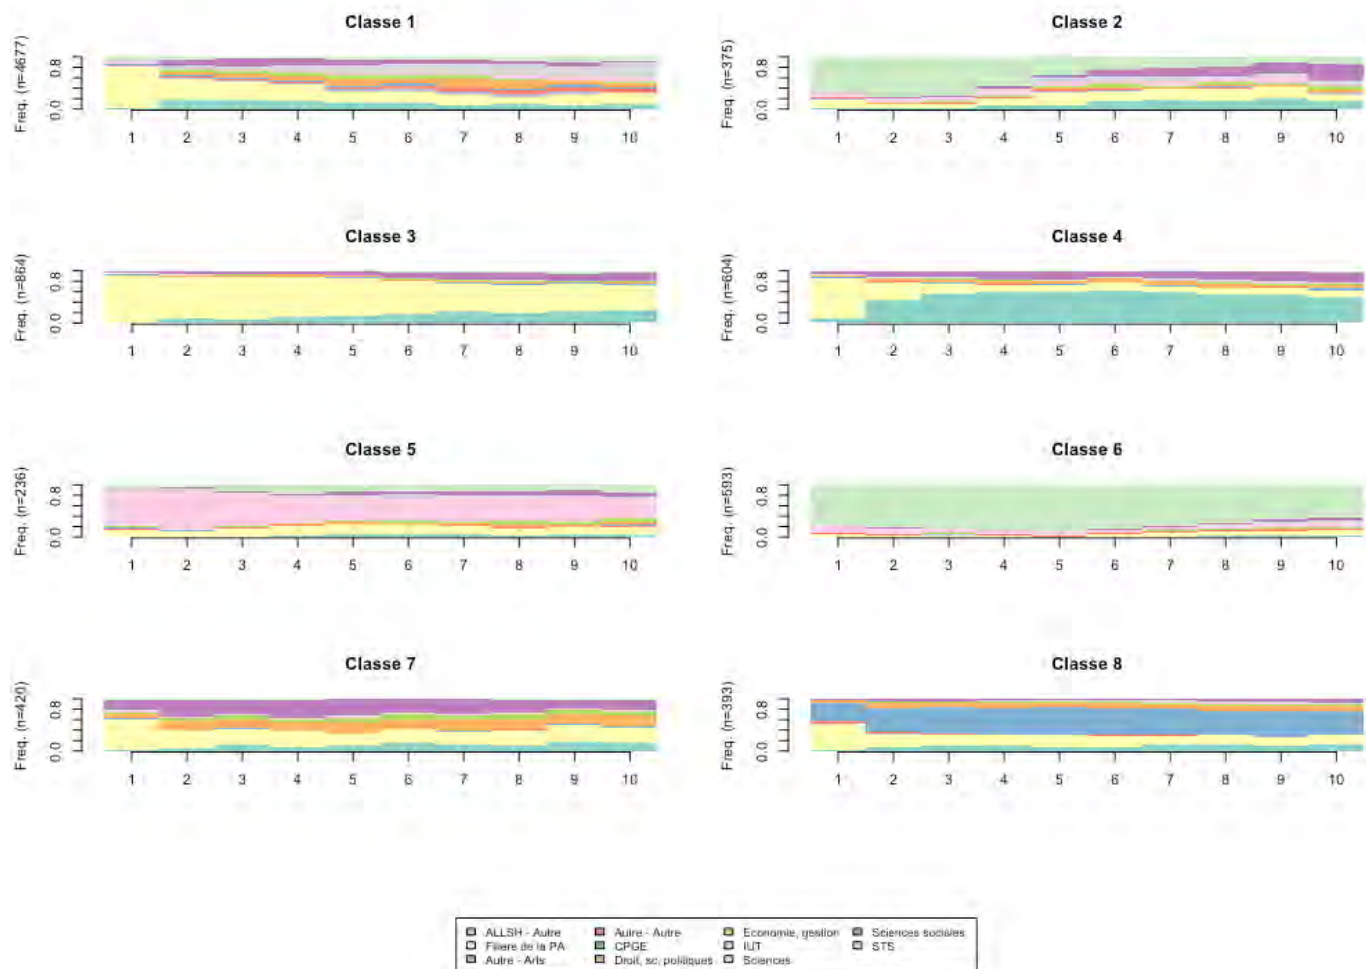 Classe 1
Classe 2
Freq. (n=4677)
0.0 0.8
1 2 3 4 5 6 7 8 9 10
Freq. (n=375)
0.0 0.8
1 2 3 4 5 6 7 8 9 10
Classe 3
Classe 4
Freq. (n=864)
0.0 0.8
1 2 3 4 5 6 7 8 9 10
Freq. (n=604)
0.0 0.8
1 2 3 4 5 6 7 8 9 10
Classe 5
Classe 6
Freq. (n=236)
0.0 0.8
1 2 3 4 5 6 7 8 9 10
Freq. (n=593)
0.0 0.8
1 2 3 4 5 6 7 8 9 10
Classe 7
Classe 8
Freq. (n=420)
0.0 0.8
1 2 3 4 5 6 7 8 9 10
Freq. (n=393)
0.0 0.8
1 2 3 4 5 6 7 8 9 10
ALLSH - Autre Autre - Autre Economie, gestion Sciences sociales
Filiere de la PA CPGE IUT STS
Autre - Arts Droit, sc. politiques Sciences